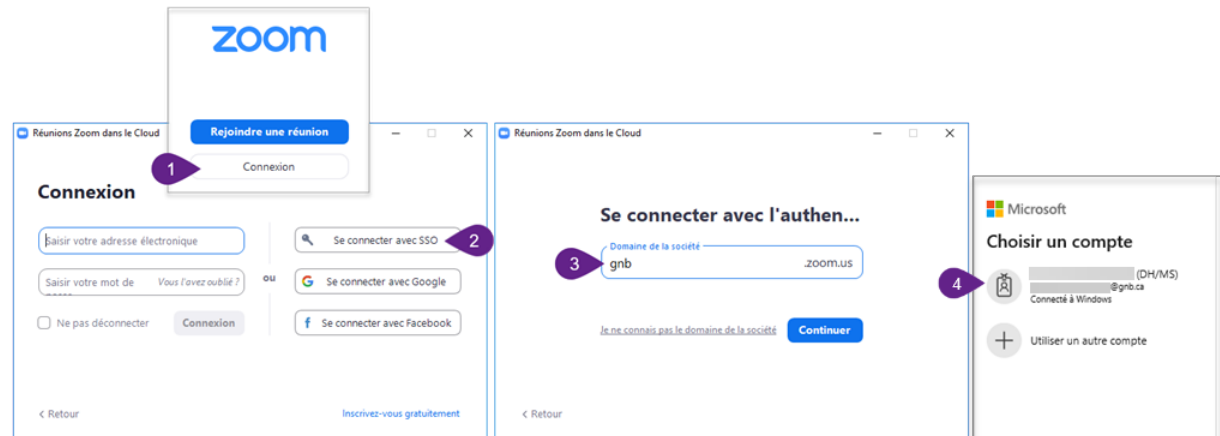 zoom
Rejoindre une réunion
1
Connexion
Réunions Zoom dans le Cloud
Connexion
Saisir votre adresse électronique
Saisir votre mot de
Vous l'avez oublié ?
Ne pas déconnecter
Connexion
ou
Se connecter avec SSO
2
Se connecter avec Google
Se connecter avec Facebook
< Retour
Inscrivez-vous gratuitement
Réunions Zoom dans le Cloud
Se connecter avec l'authen...
Domaine de la société
3
gnb
.zoom.us
Je ne connais pas le domaine de la société
Continuer
< Retour
Microsoft
Choisir un compte
4
(DH/MS)
@gnb.ca
Connecté à Windows
Utiliser un autre compte